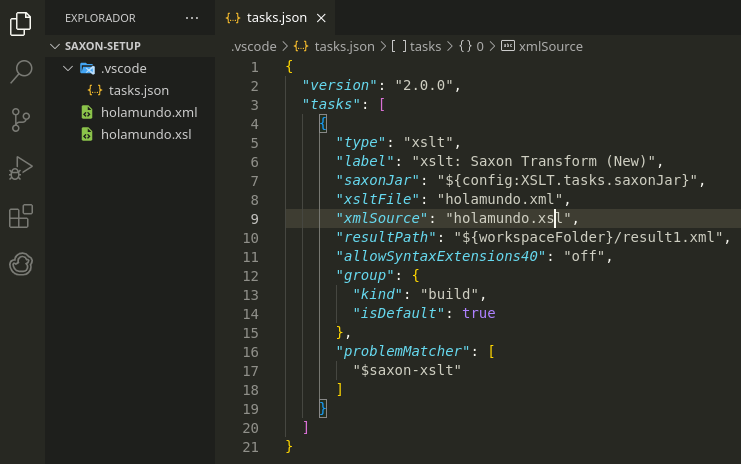 EXPLORADOR ···
SAXON-SETUP
.vscode
tasks.json
holamundo.xml
holamundo.xsl
tasks.json
.vscode > tasks.json > [ ] tasks > {} 0 > abc xmlSource
1 {
2 "version": "2.0.0",
3 "tasks": [
4 {
5 "type": "xslt",
6 "label": "xslt: Saxon Transform (New)",
7 "saxonJar": "${config:XSLT.tasks.saxonJar}",
8 "xsltFile": "holamundo.xml",
9 "xmlSource": "holamundo.xsl",
10 "resultPath": "${workspaceFolder}/result1.xml",
11 "allowSyntaxExtensions40": "off",
12 "group": {
13 "kind": "build",
14 "isDefault": true
15 },
16 "problemMatcher": [
17 "$saxon-xslt"
18 ]
19 }
20 ]
21 }